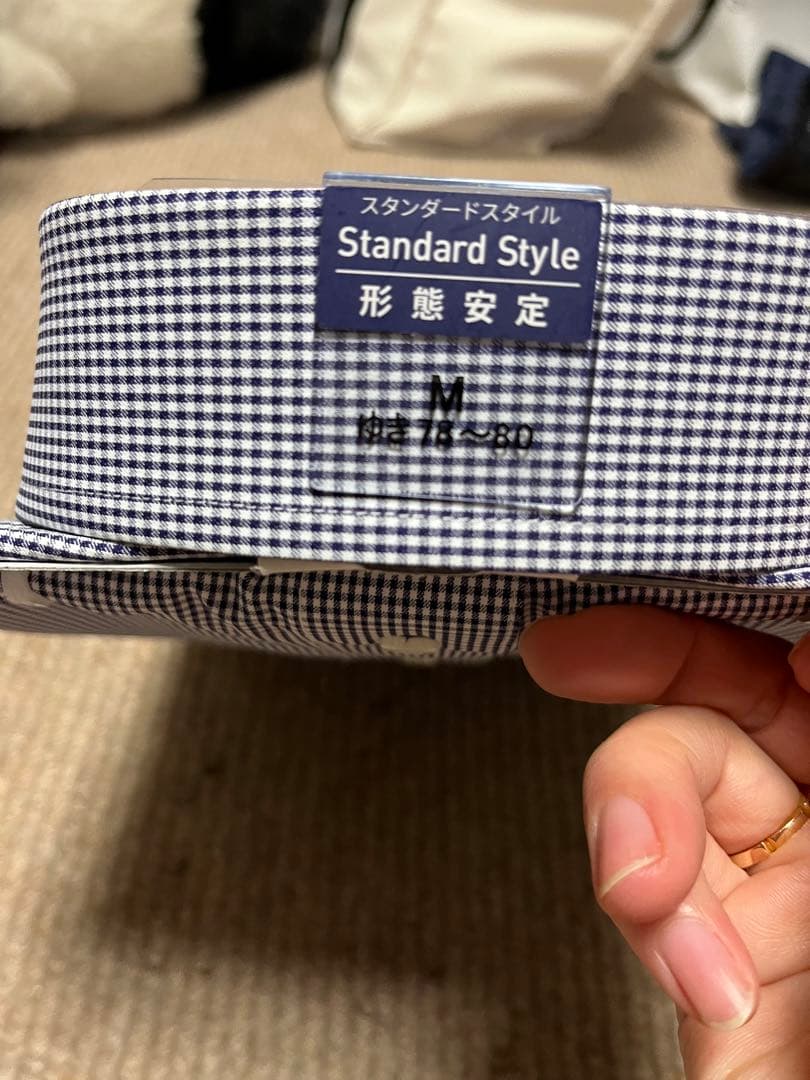 スタンダードスタイル
Standard Style
形態安定
M
ゆき78～80